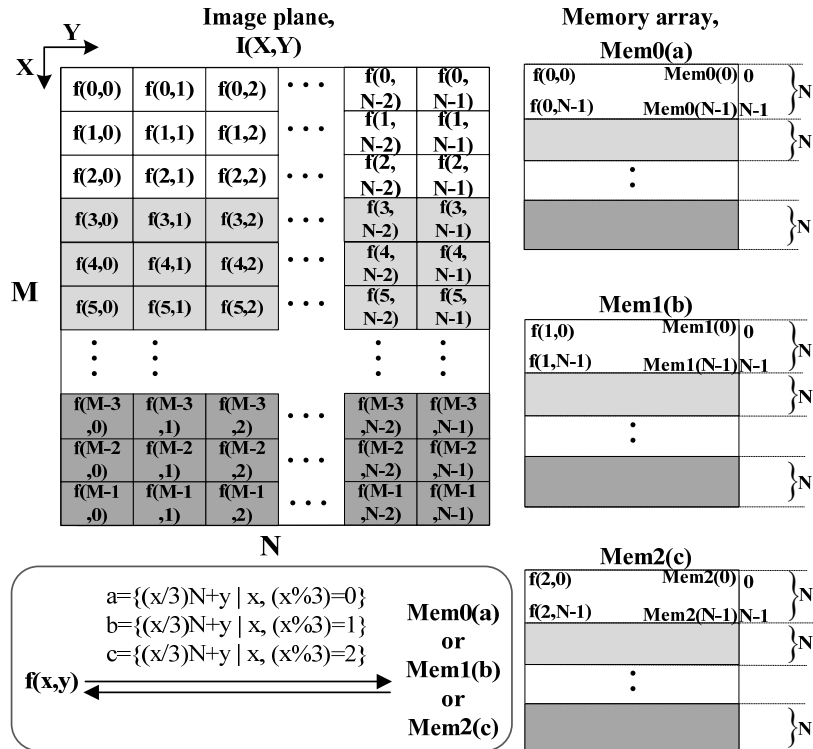 Image plane,
I(X,Y)
Y
X
f(0,0) f(0,1) f(0,2) · · · f(0, N-2) f(0, N-1)
f(1,0) f(1,1) f(1,2) · · · f(1, N-2) f(1, N-1)
f(2,0) f(2,1) f(2,2) · · · f(2, N-2) f(2, N-1)
f(3,0) f(3,1) f(3,2) · · · f(3, N-2) f(3, N-1)
f(4,0) f(4,1) f(4,2) · · · f(4, N-2) f(4, N-1)
f(5,0) f(5,1) f(5,2) · · · f(5, N-2) f(5, N-1)
f(M-3 ,0) f(M-3 ,1) f(M-3 ,2) · · · f(M-3 ,N-2) f(M-3 ,N-1)
f(M-2 ,0) f(M-2 ,1) f(M-2 ,2) · · · f(M-2 ,N-2) f(M-2 ,N-1)
f(M-1 ,0) f(M-1 ,1) f(M-1 ,2) · · · f(M-1 ,N-2) f(M-1 ,N-1)
M
N
Memory array,
Mem0(a)
f(0,0) Mem0(0) 0
f(0,N-1) Mem0(N-1) N-1
N
N
N
Mem1(b)
f(1,0) Mem1(0) 0
f(1,N-1) Mem1(N-1) N-1
N
N
N
Mem2(c)
f(2,0) Mem2(0) 0
f(2,N-1) Mem2(N-1) N-1
N
N
N
a={(x/3)N+y | x, (x%3)=0}
b={(x/3)N+y | x, (x%3)=1}
c={(x/3)N+y | x, (x%3)=2}
f(x,y)
Mem0(a)
or
Mem1(b)
or
Mem2(c)